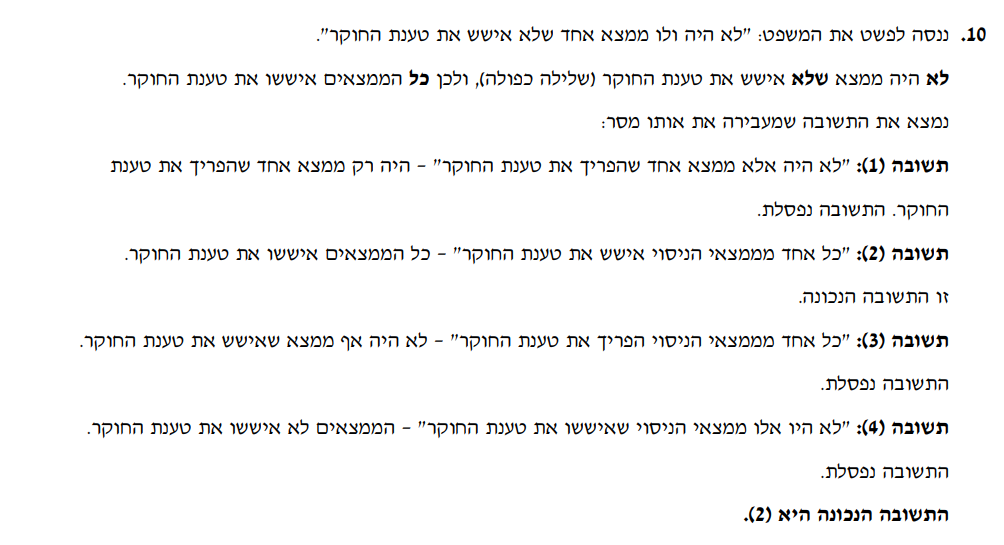 10. ננסה לפשט את המשפט: "לא היה ולו ממצא אחד שלא אישש את טענת החוקר".
לא היה ממצא שלא אישש את טענת החוקר (שלילה כפולה), ולכן כל הממצאים איששו את טענת החוקר.
נמצא את התשובה שמעבירה את אותו מסר:
תשובה (1): "לא היה אלא ממצא אחד שהפריך את טענת החוקר" – היה רק ממצא אחד שהפריך את טענת
החוקר. התשובה נפסלת.
תשובה (2): "כל אחד מממצאי הניסוי אישש את טענת החוקר" – כל הממצאים איששו את טענת החוקר.
זו התשובה הנכונה.
תשובה (3): "כל אחד מממצאי הניסוי הפריך את טענת החוקר" – לא היה אף ממצא שאישש את טענת החוקר.
התשובה נפסלת.
תשובה (4): "לא היו אלו ממצאי הניסוי שאיששו את טענת החוקר" – הממצאים לא איששו את טענת החוקר.
התשובה נפסלת.
התשובה הנכונה היא (2).